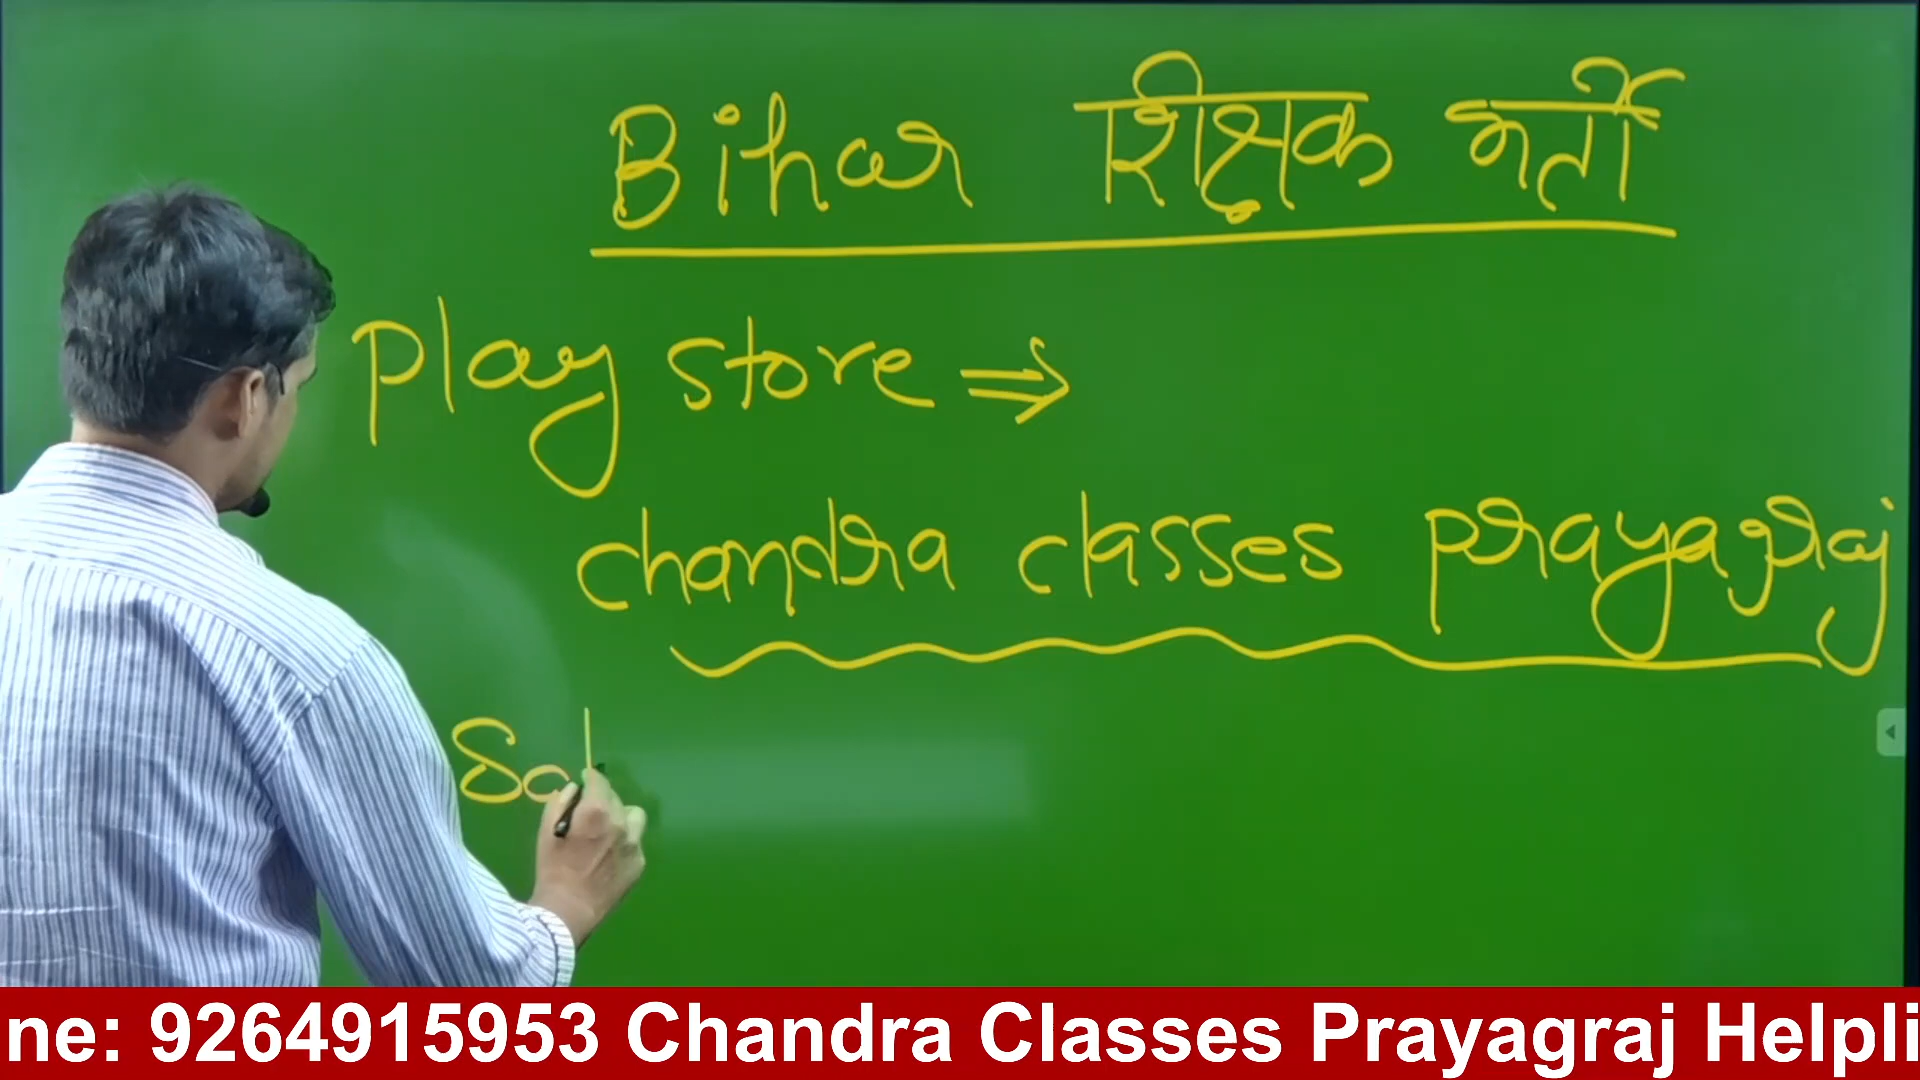 Bihar शिक्षक भर्ती
Play store ⇒
chandra classes prayagraj
ne: 9264915953 Chandra Classes Prayagraj Helpli